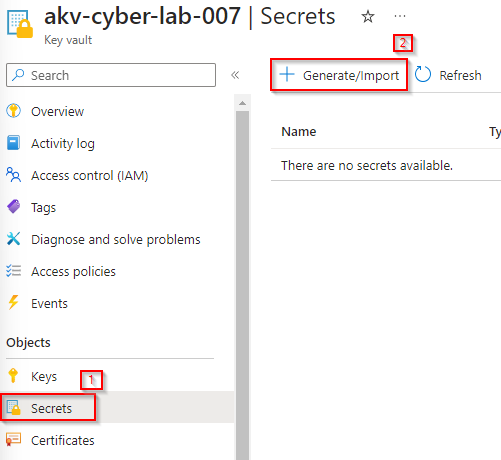 akv-cyber-lab-007 | Secrets
Key vault
2
Search
Generate/Import
Refresh
Overview
Activity log
Access control (IAM)
Tags
Diagnose and solve problems
Access policies
Events
Objects
Keys
1
Secrets
Certificates
Name
Ty
There are no secrets available.